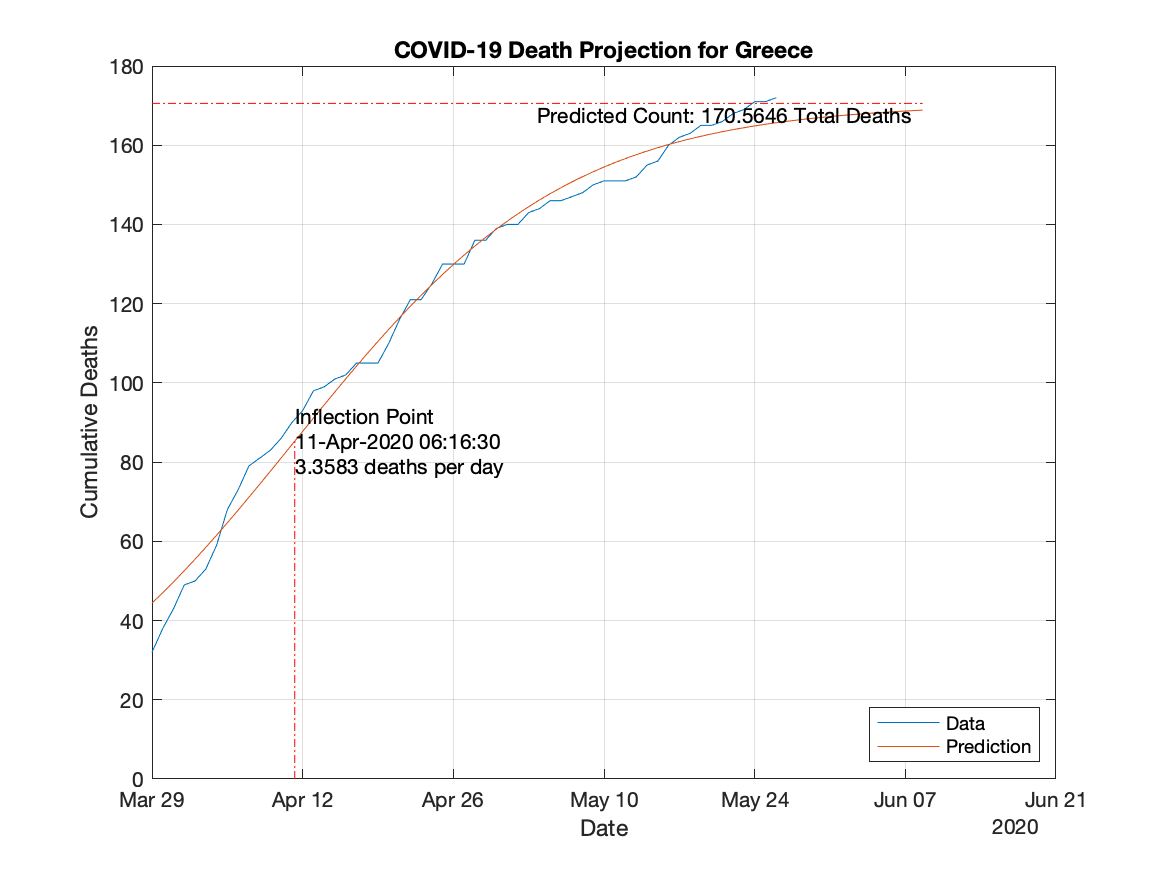 COVID-19 Death Projection for Greece
180
160
140
120
100
80
60
40
20
0
Cumulative Deaths
Predicted Count: 170.5646 Total Deaths
Inflection Point
11-Apr-2020 06:16:30
3.3583 deaths per day
Data
Prediction
Mar 29 Apr 12 Apr 26 May 10 May 24 Jun 07 Jun 21
Date
2020